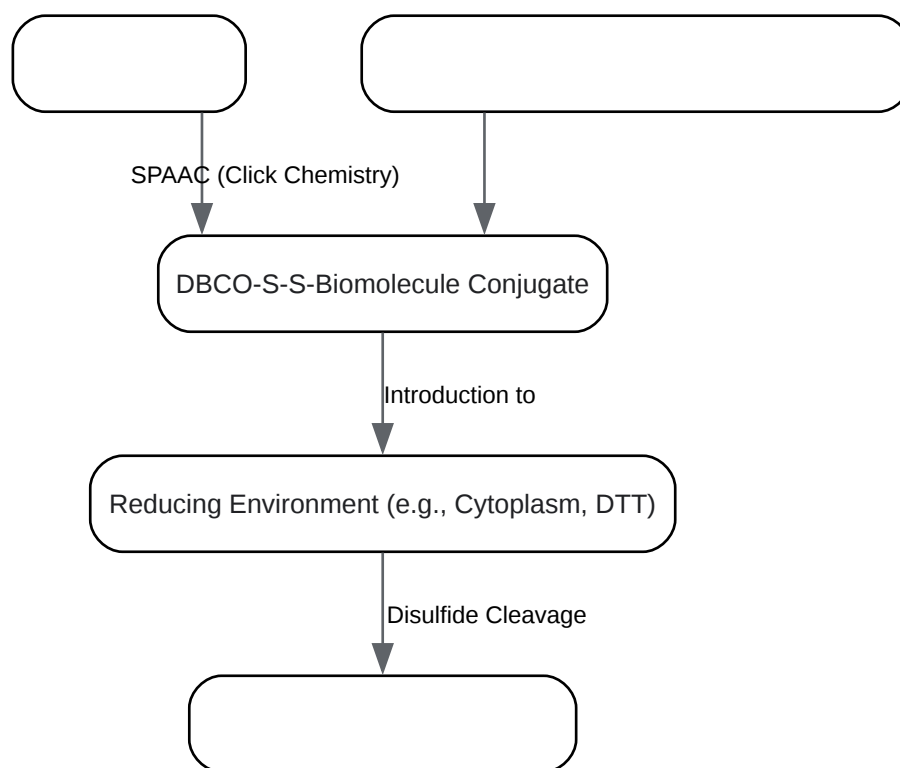 SPAAC (Click Chemistry)
DBCO-S-S-Biomolecule Conjugate
Introduction to
Reducing Environment (e.g., Cytoplasm, DTT)
Disulfide Cleavage